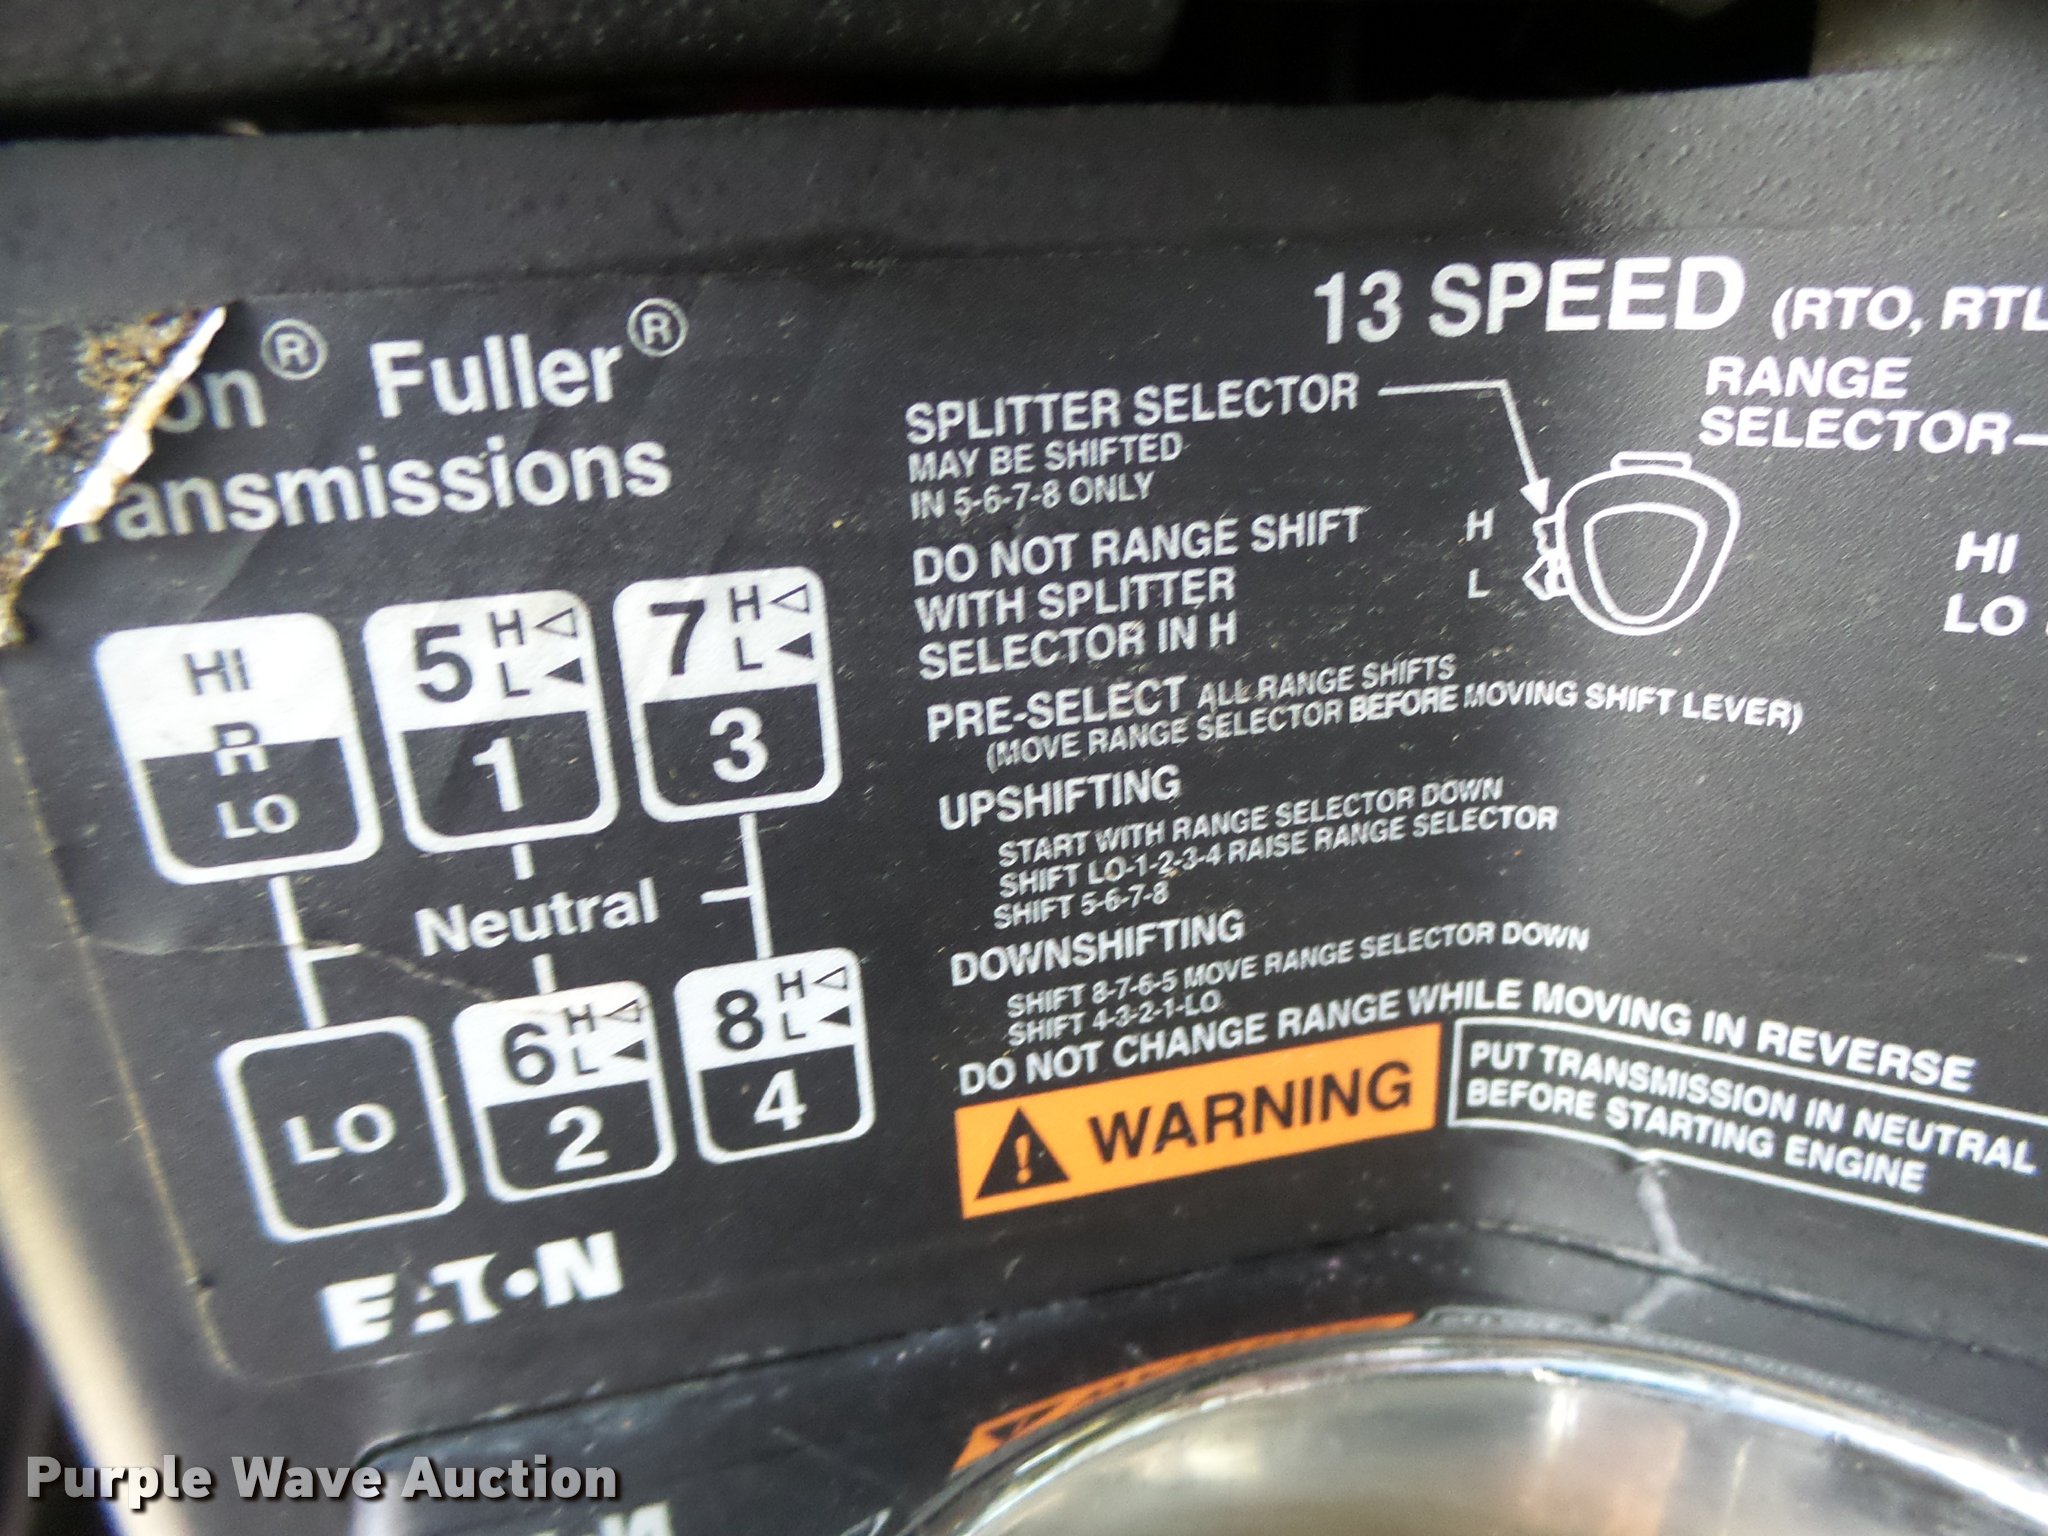 on® Fuller®
ransmissions
HI
R
LO
5 H
L
1
7 H
L
3
Neutral
LO
6 H
L
2
8 H
L
4
EATON
13 SPEED (RTO, RTL
SPLITTER SELECTOR
MAY BE SHIFTED
IN 5-6-7-8 ONLY
RANGE
SELECTOR
H
L
HI
LO
DO NOT RANGE SHIFT
WITH SPLITTER
SELECTOR IN H
PRE-SELECT ALL RANGE SHIFTS
(MOVE RANGE SELECTOR BEFORE MOVING SHIFT LEVER)
UPSHIFTING
START WITH RANGE SELECTOR DOWN
SHIFT LO-1-2-3-4 RAISE RANGE SELECTOR
SHIFT 5-6-7-8
DOWNSHIFTING
SHIFT 8-7-6-5 MOVE RANGE SELECTOR DOWN
SHIFT 4-3-2-1-LO
DO NOT CHANGE RANGE WHILE MOVING IN REVERSE
WARNING
PUT TRANSMISSION IN NEUTRAL
BEFORE STARTING ENGINE
Purple Wave Auction